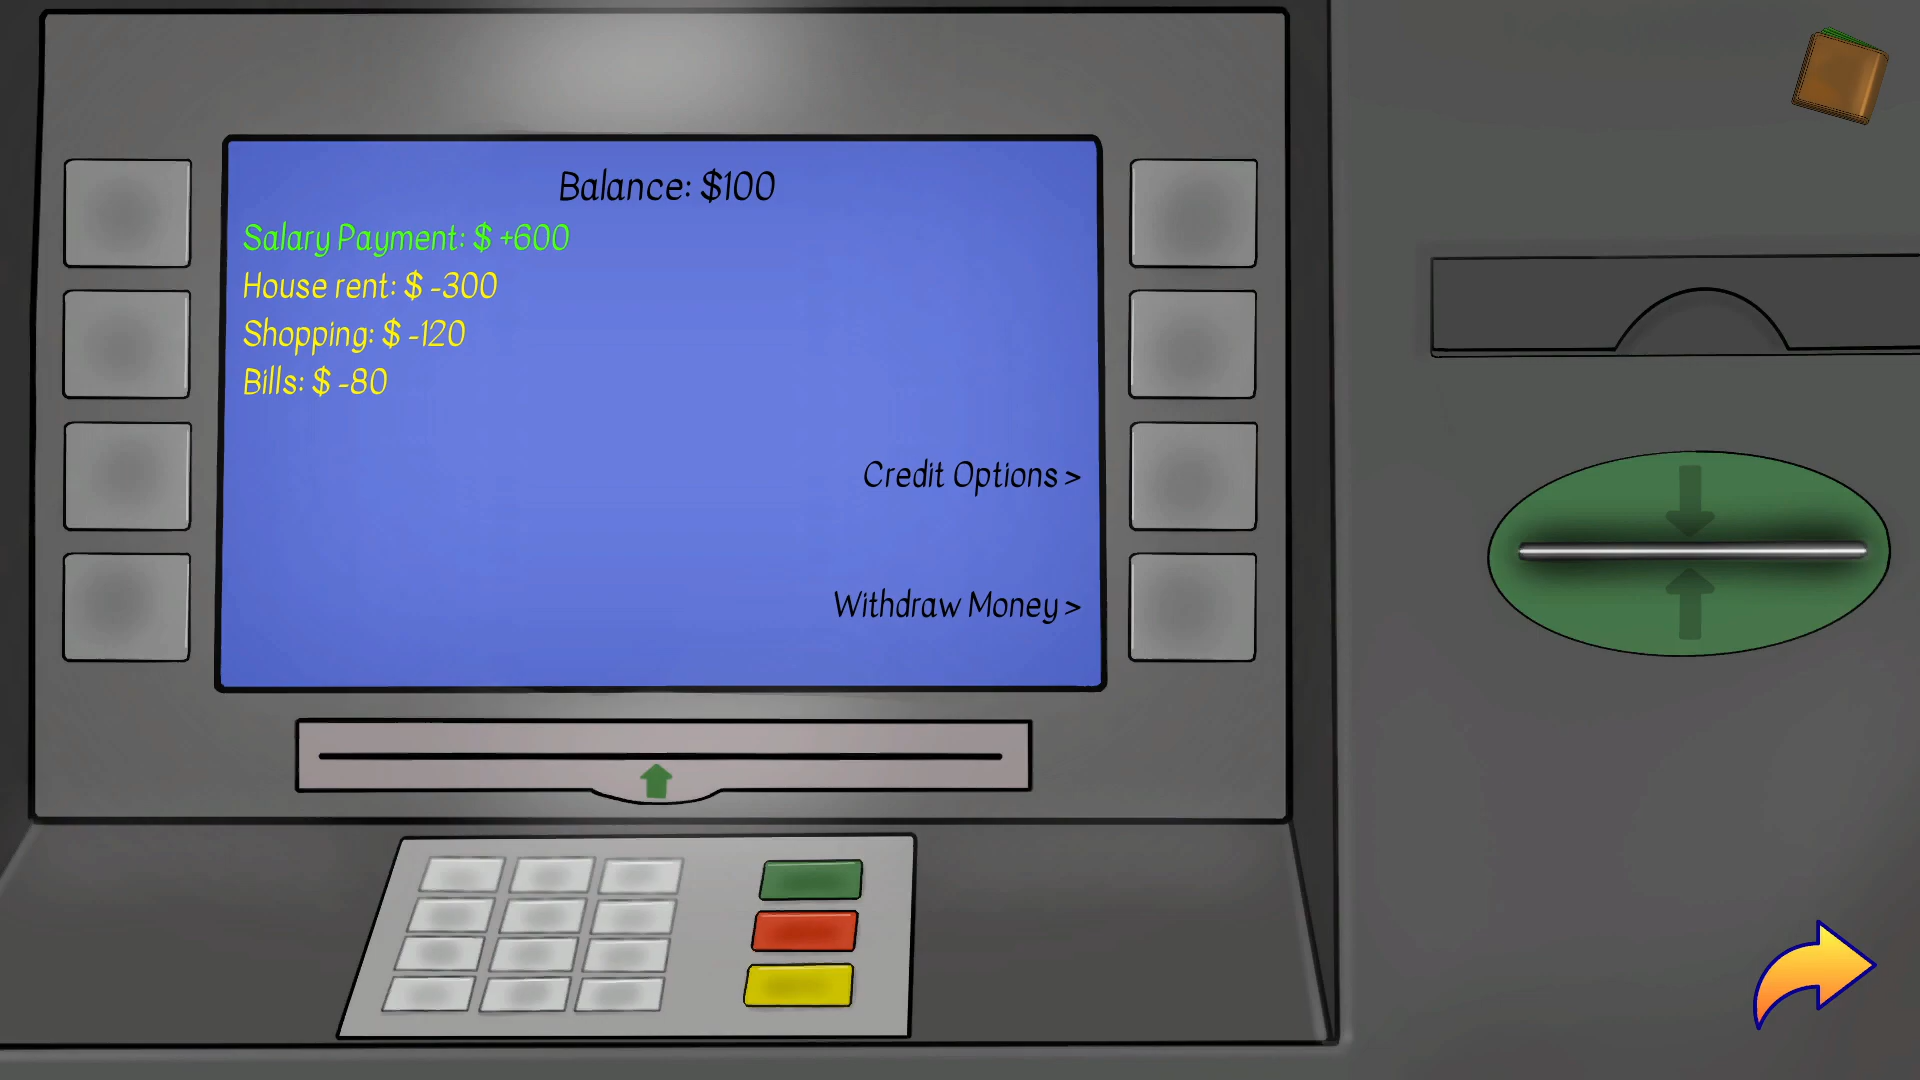 Balance: $100
Salary Payment: $ +600
House rent: $ -300
Shopping: $ -120
Bills: $ -80
Credit Options >
Withdraw Money >